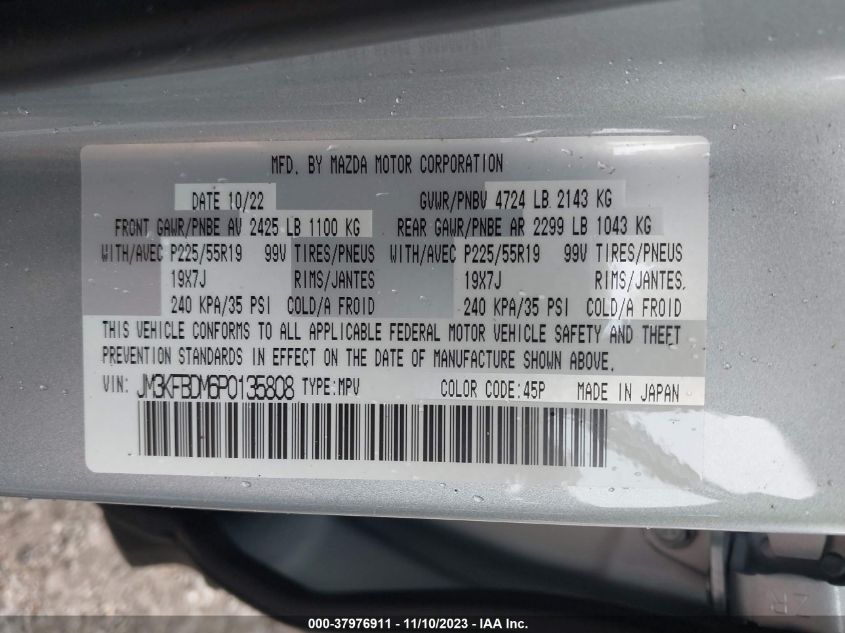 MFD. BY MAZDA MOTOR CORPORATION
DATE 10/22 GVWR/PNBV 4724 LB 2143 KG
FRONT GAWR/PNBE AV 2425 LB 1100 KG REAR GAWR/PNBE AR 2299 LB 1043 KG
WITH/AVEC P225/55R19 99V TIRES/PNEUS WITH/AVEC P225/55R19 99V TIRES/PNEUS
19X7J RIMS/JANTES 19X7J RIMS/JANTES.
240 KPA/35 PSI COLD/A FROID 240 KPA/35 PSI COLD/A FROID
THIS VEHICLE CONFORMS TO ALL APPLICABLE FEDERAL MOTOR VEHICLE SAFETY AND THEFT
PREVENTION STANDARDS IN EFFECT ON THE DATE OF MANUFACTURE SHOWN ABOVE.
VIN: JM3KFBDM6P0135808 TYPE:MPV COLOR CODE:45P MADE IN JAPAN
ZR
000-37976911 - 11/10/2023 - IAA Inc.